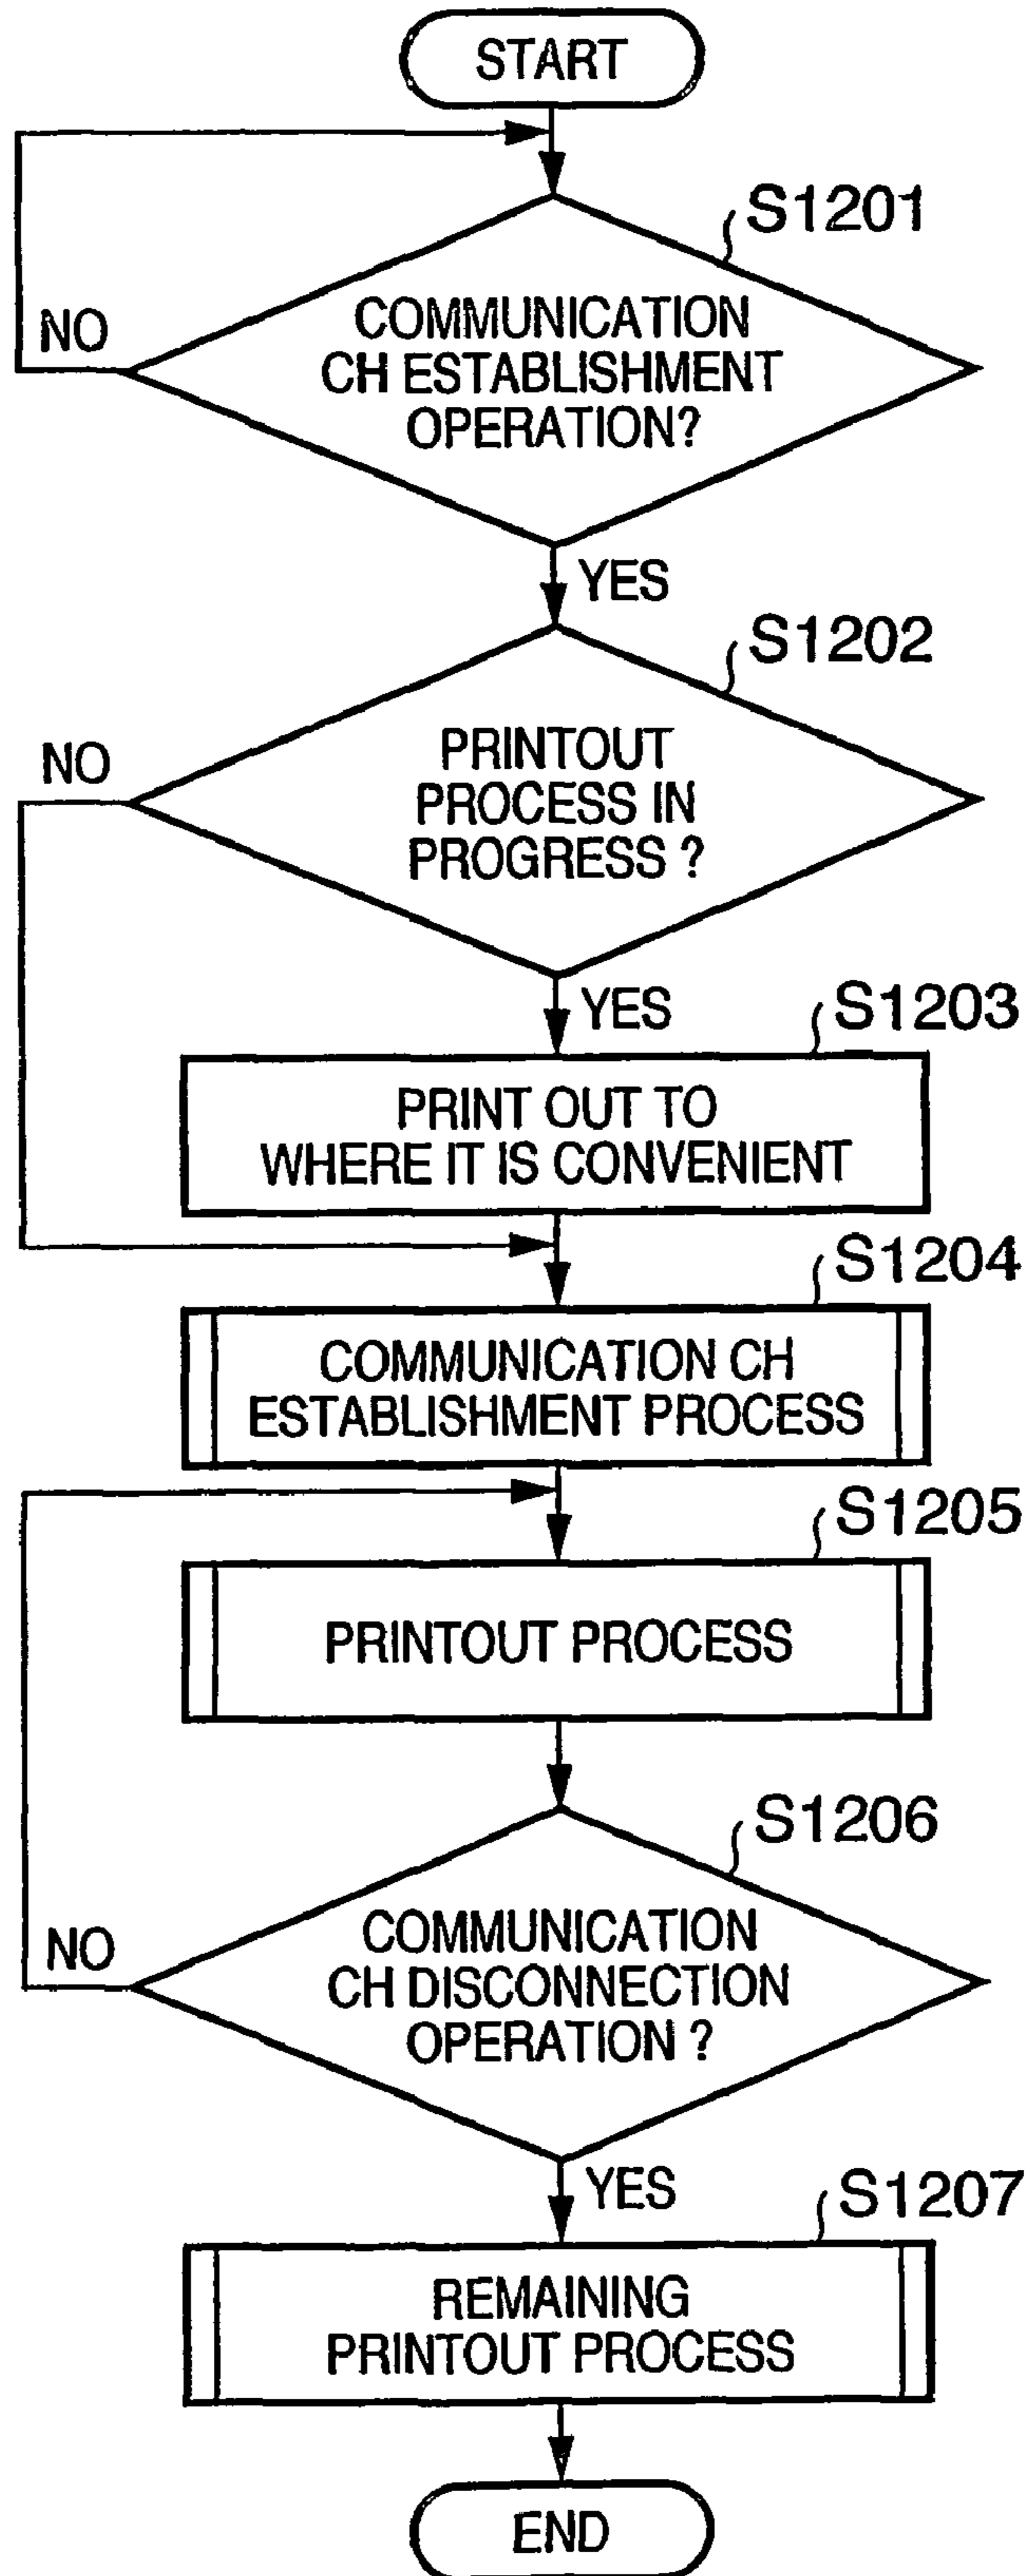 START
S1201
COMMUNICATION
CH ESTABLISHMENT
OPERATION?
NO
YES
S1202
PRINTOUT
PROCESS IN
PROGRESS ?
NO
YES
S1203
PRINT OUT TO
WHERE IT IS CONVENIENT
S1204
COMMUNICATION CH
ESTABLISHMENT PROCESS
S1205
PRINTOUT PROCESS
S1206
COMMUNICATION
CH DISCONNECTION
OPERATION ?
NO
YES
S1207
REMAINING
PRINTOUT PROCESS
END